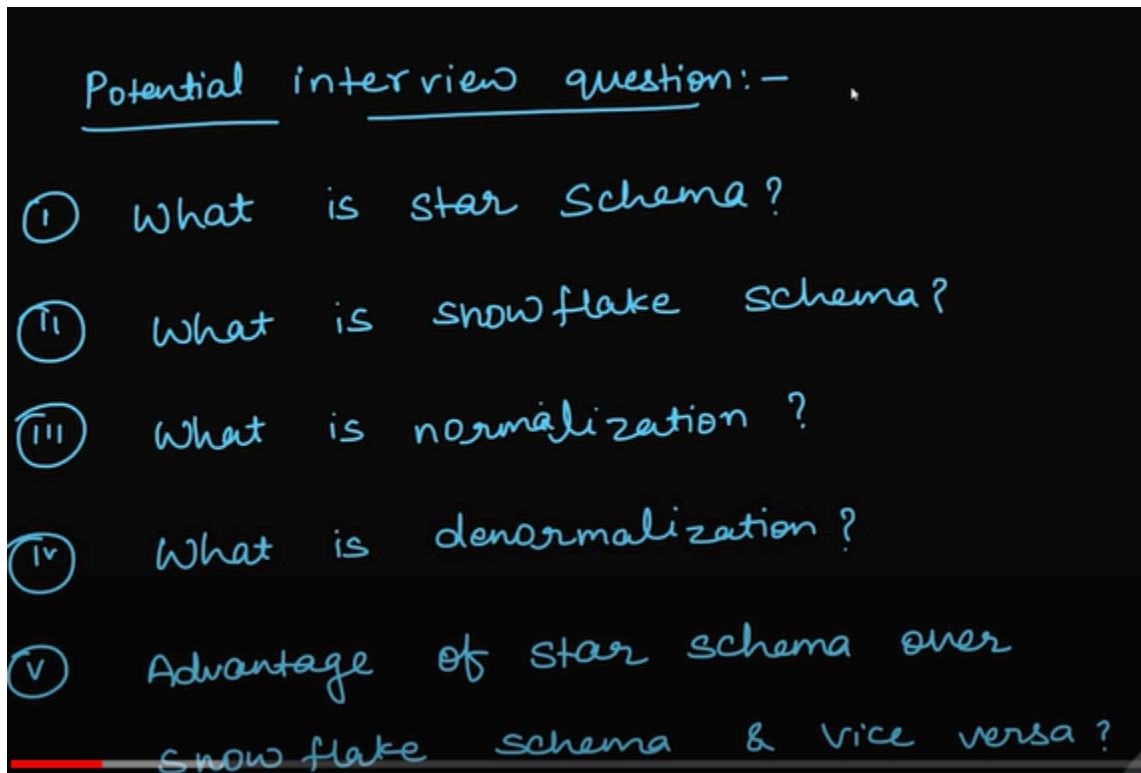 Potential interview question:-
(i) What is star schema?
(ii) What is snowflake schema?
(iii) What is normalization?
(iv) What is denormalization?
(v) Advantage of star schema over
snowflake schema & vice versa?